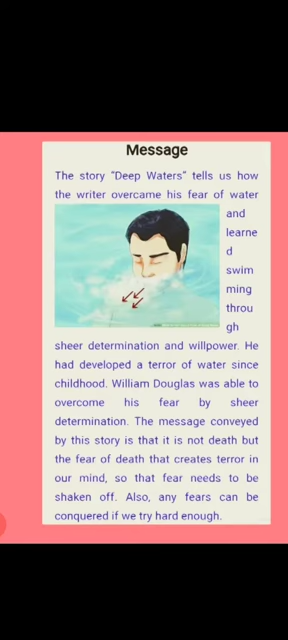 Message
The story "Deep Waters" tells us how
the writer overcame his fear of water
and
learne
d
swim
ming
throu
gh
sheer determination and willpower. He
had developed a terror of water since
childhood. William Douglas was able to
overcome his fear by sheer
determination. The message conveyed
by this story is that it is not death but
the fear of death that creates terror in
our mind, so that fear needs to be
shaken off. Also, any fears can be
conquered if we try hard enough.